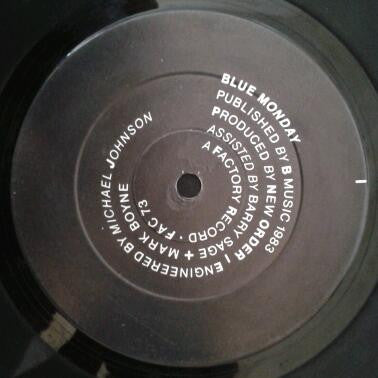 BLUE MONDAY
PUBLISHED BY B MUSIC 1983
PRODUCED BY NEW ORDER | ENGINEERED BY MICHAEL JOHNSON
ASSISTED BY BARRY SAGE + MARK BOYNE
A FACTORY RECORD · FAC 73